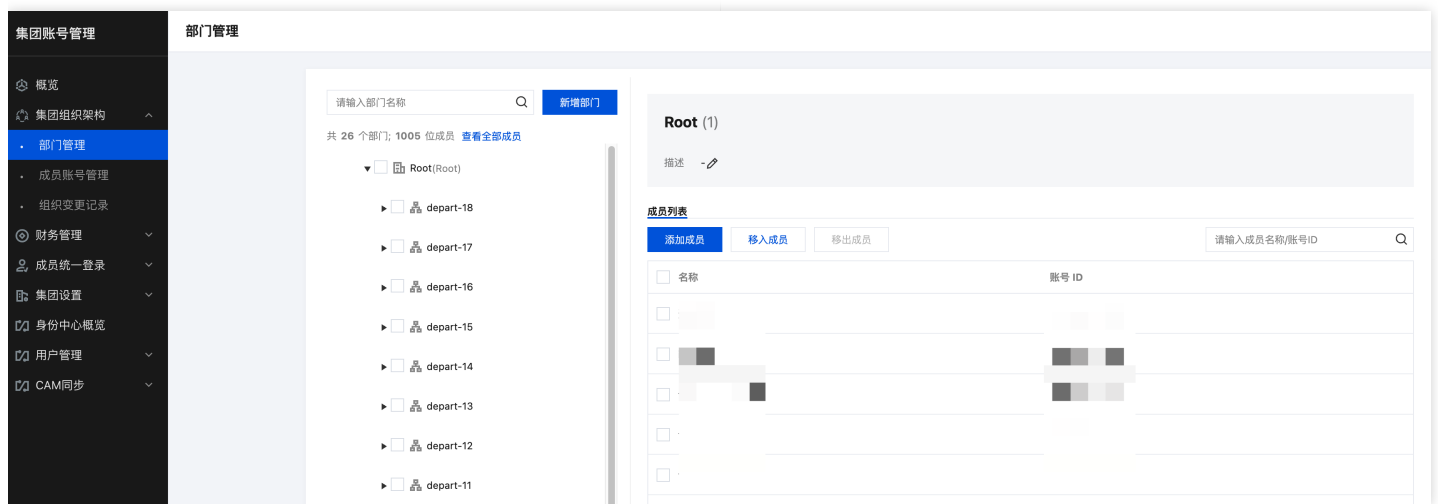 集团账号管理
部门管理
概览
集团组织架构
部门管理
成员账号管理
组织变更记录
财务管理
成员统一登录
集团设置
身份中心概览
用户管理
CAM同步
请输入部门名称
新增部门
共 26 个部门; 1005 位成员 查看全部成员
Root(Root)
depart-18
depart-17
depart-16
depart-15
depart-14
depart-13
depart-12
depart-11
Root (1)
描述 -
成员列表
添加成员 移入成员 移出成员 请输入成员名称/账号ID
名称 账号 ID